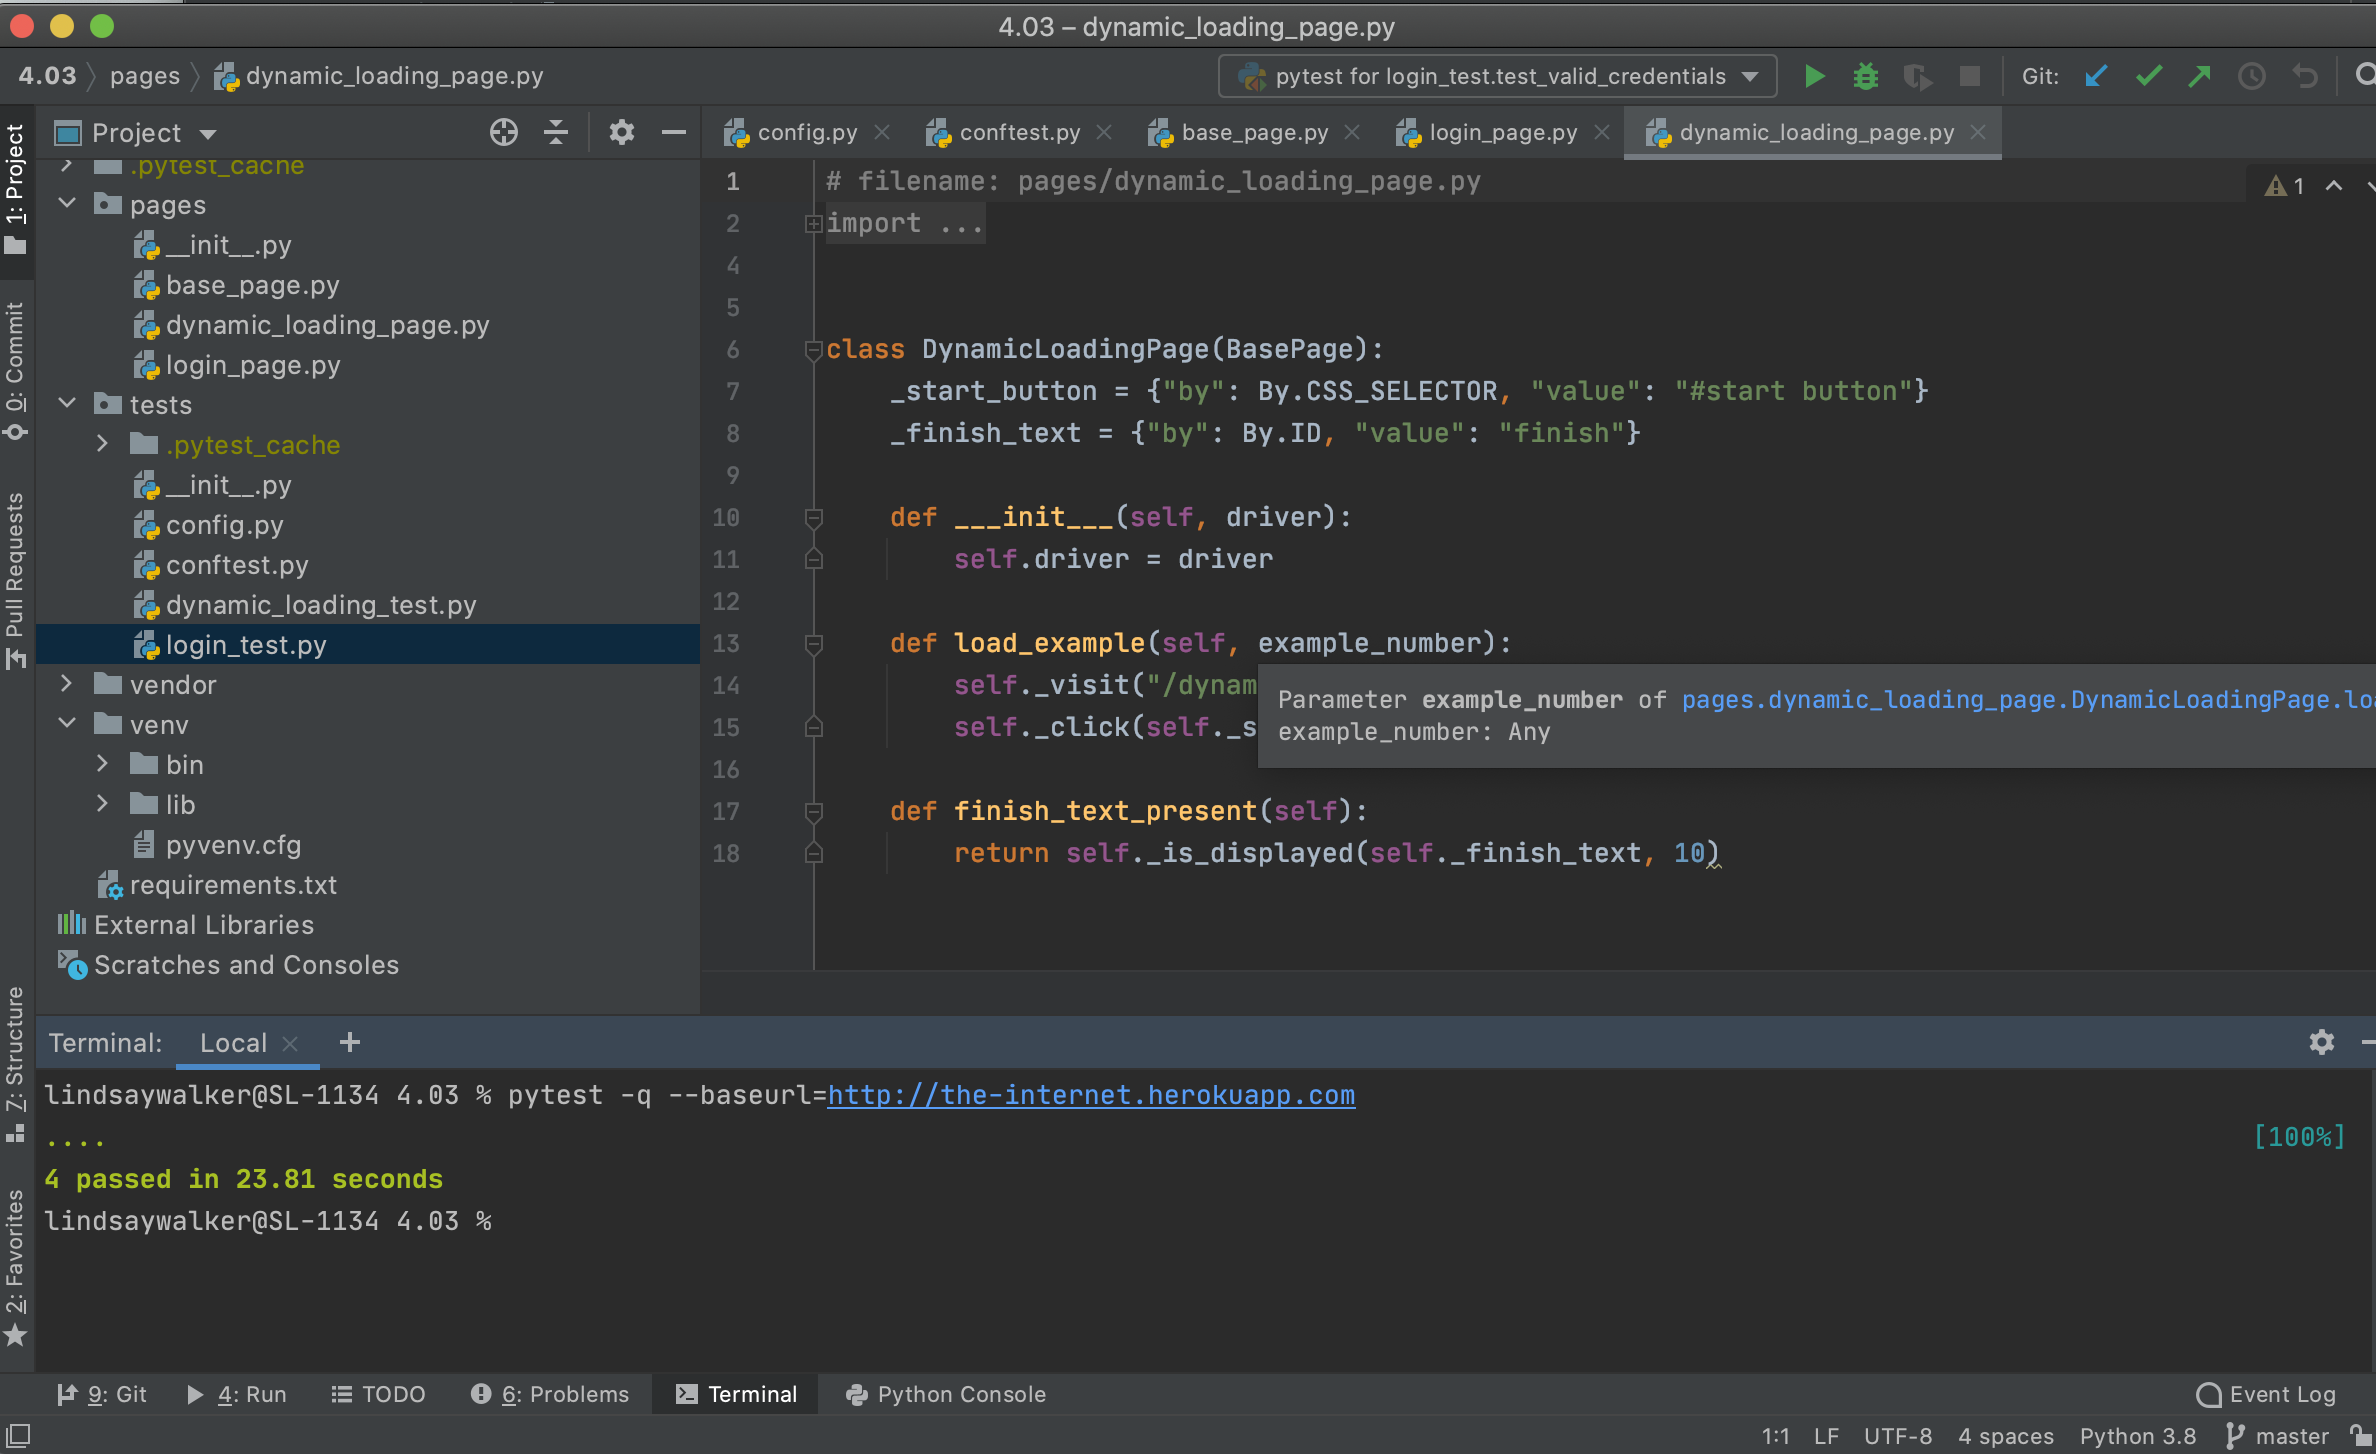 4.03 – dynamic_loading_page.py
4.03 pages dynamic_loading_page.py
pytest for login_test.test_valid_credentials
Git:
1: Project
0: Commit
Pull Requests
Z: Structure
2: Favorites
Project
.pytest_cache
pages
__init__.py
base_page.py
dynamic_loading_page.py
login_page.py
tests
.pytest_cache
__init__.py
config.py
conftest.py
dynamic_loading_test.py
login_test.py
vendor
venv
bin
lib
pyvenv.cfg
requirements.txt
External Libraries
Scratches and Consoles
config.py conftest.py base_page.py login_page.py dynamic_loading_page.py
1 # filename: pages/dynamic_loading_page.py
1
2 import ...
4
5
6 class DynamicLoadingPage(BasePage):
7 _start_button = {"by": By.CSS_SELECTOR, "value": "#start button"}
8 _finish_text = {"by": By.ID, "value": "finish"}
9
10 def ___init___(self, driver):
11 self.driver = driver
12
13 def load_example(self, example_number):
14 self._visit("/dynam
15 self._click(self._s
16
17 def finish_text_present(self):
18 return self._is_displayed(self._finish_text, 10)
Parameter example_number of pages.dynamic_loading_page.DynamicLoadingPage.lo
example_number: Any
Terminal: Local +
lindsaywalker@SL-1134 4.03 % pytest -q --baseurl=http://the-internet.herokuapp.com
.... [100%]
4 passed in 23.81 seconds
lindsaywalker@SL-1134 4.03 %
9: Git 4: Run TODO 6: Problems Terminal Python Console Event Log
1:1 LF UTF-8 4 spaces Python 3.8 master